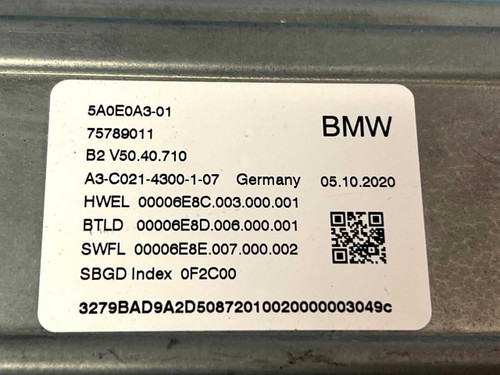 5A0E0A3-01
75789011
BMW
B2 V50.40.710
A3-C021-4300-1-07 Germany 05.10.2020
HWEL 00006E8C.003.000.001
BTLD 00006E8D.006.000.001
SWFL 00006E8E.007.000.002
SBGD Index 0F2C00
3279BAD9A2D50872010020000003049c